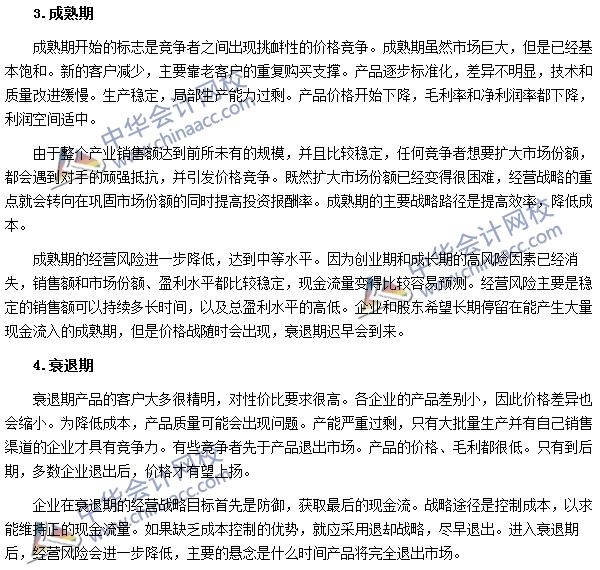 3.成熟期
成熟期开始的标志是竞争者之间出现挑衅性的价格竞争。成熟期虽然市场巨大，但是已经基
本饱和。新的客户减少，主要靠老客户的重复购买支撑。产品逐步标准化，差异不明显，技术和
质量改进缓慢。生产稳定，局部生产能力过剩。产品价格开始下降，毛利率和净利润率都下降，
利润空间适中。
由于整个产业销售额达到前所未有的规模，并且比较稳定，任何竞争者想要扩大市场份额，
都会遇到对手的顽强抵抗，并引发价格竞争。既然扩大市场份额已经变得很困难，经营战略的重
点就会转向在巩固市场份额的同时提高投资报酬率。成熟期的主要战略路径是提高效率，降低成
本。
成熟期的经营风险进一步降低，达到中等水平。因为创业期和成长期的高风险因素已经消
失，销售额和市场份额、盈利水平都比较稳定，现金流量变得比较容易预测。经营风险主要是稳
定的销售额可以持续多长时间，以及总盈利水平的高低。企业和股东希望长期停留在能产生大量
现金流入的成熟期，但是价格战随时会出现，衰退期迟早会到来。
4.衰退期
衰退期产品的客户大多很精明，对性价比要求很高。各企业的产品差别小，因此价格差异也
会缩小。为降低成本，产品质量可能会出现问题。产能严重过剩，只有大批量生产并有自己销售
渠道的企业才具有竞争力。有些竞争者先于产品退出市场。产品的价格、毛利都很低。只有到后
期，多数企业退出后，价格才有望上扬。
企业在衰退期的经营战略目标首先是防御，获取最后的现金流。战略途径是控制成本，以求
能维持正的现金流量。如果缺乏成本控制的优势，就应采用退却战略，尽早退出。进入衰退期
后，经营风险会进一步降低，主要的悬念是什么时间产品将完全退出市场。
中华会计网校
www.chinaacc.com
中华会计网校
www.chinaacc.com
中华会计网校
www.chinaacc.com